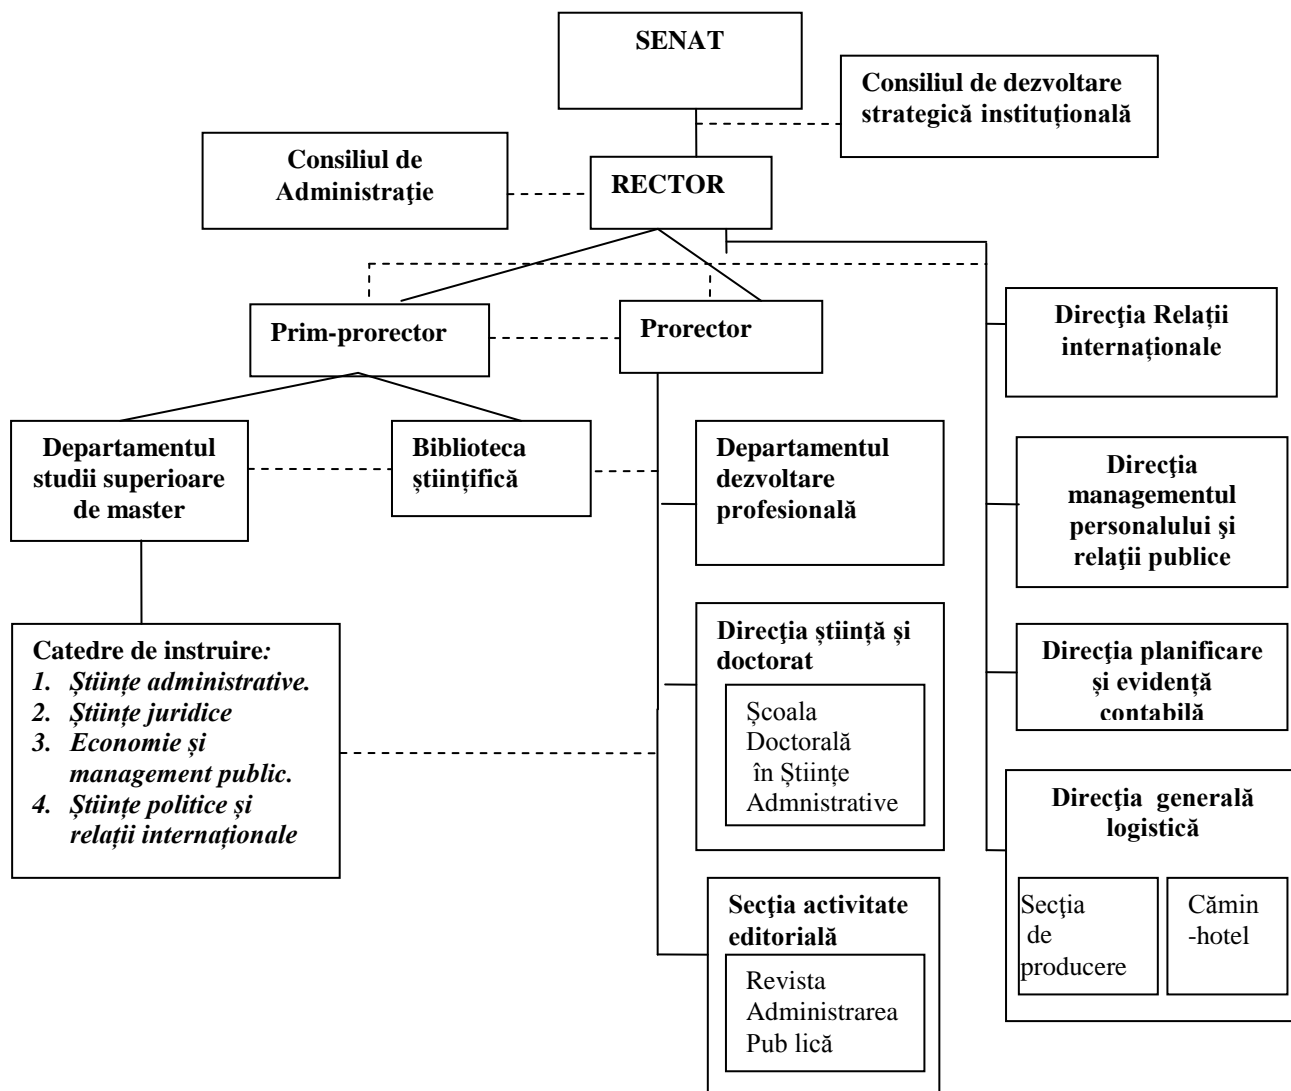 SENAT
Consiliul de dezvoltare
strategică instituțională
Consiliul de
Administraţie
RECTOR
Prim-prorector
Prorector
Direcţia Relații
internaționale
Departamentul
studii superioare
de master
Biblioteca
științifică
Departamentul
dezvoltare
profesională
Direcţia
managementul
personalului şi
relaţii publice
Catedre de instruire:
1. Științe administrative.
2. Științe juridice
3. Economie și
management public.
4. Științe politice și
relații internaționale
Direcţia știință și
doctorat
Școala
Doctorală
în Științe
Admnistrative
Direcţia planificare
și evidență
contabilă
Direcţia generală
logistică
Secţia
de
producere
Cămin
-hotel
Secţia activitate
editorială
Revista
Administrarea
Pub lică